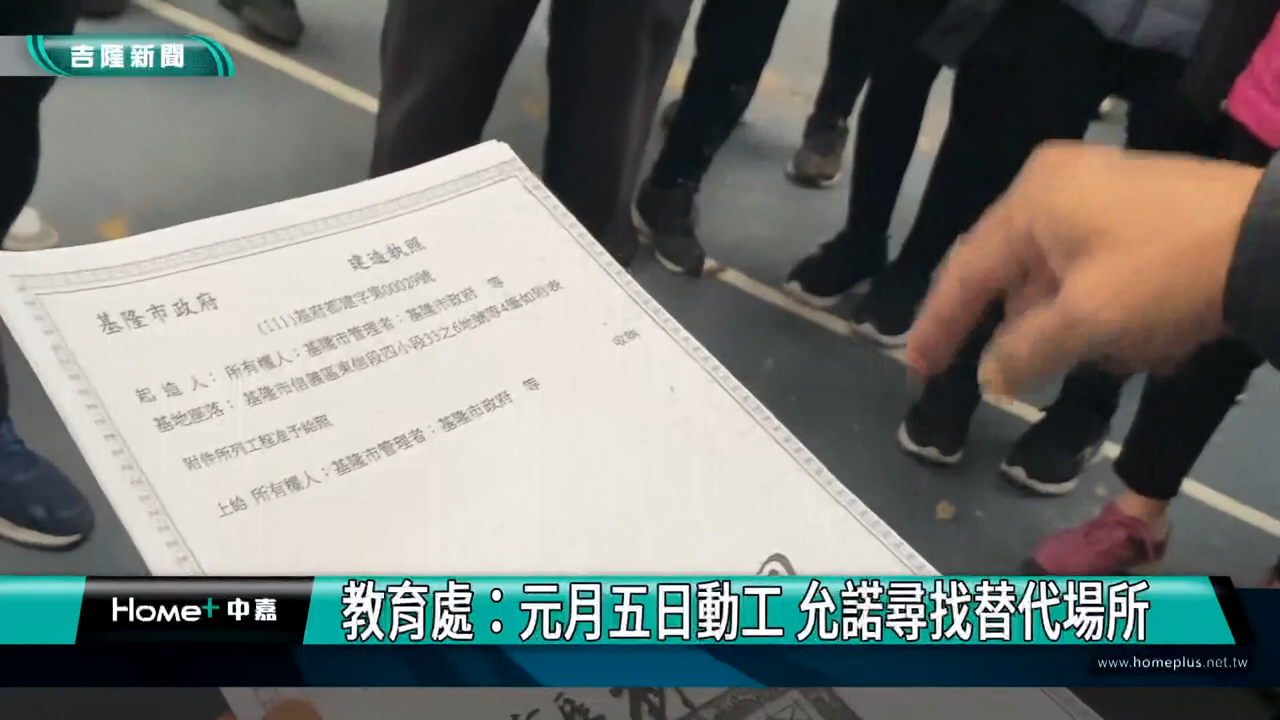 吉隆新聞
建造執照
基隆市政府
(111)基府都建字第00029號
起造人：所有權人：基隆市管理者：基隆市政府 等
基地座落：基隆市信義區東信段四小段33之6地號等4筆如附表
附件所列工程准予給照
收執
上給 所有權人：基隆市管理者：基隆市政府 等
Home+中嘉
教育處：元月五日動工 允諾尋找替代場所
www.homeplus.net.tw